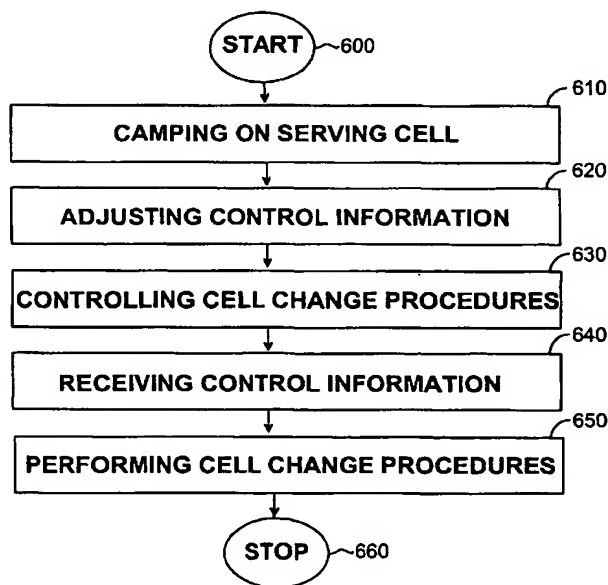 START
600
610
CAMPING ON SERVING CELL
620
ADJUSTING CONTROL INFORMATION
630
CONTROLLING CELL CHANGE PROCEDURES
640
RECEIVING CONTROL INFORMATION
650
PERFORMING CELL CHANGE PROCEDURES
STOP
660